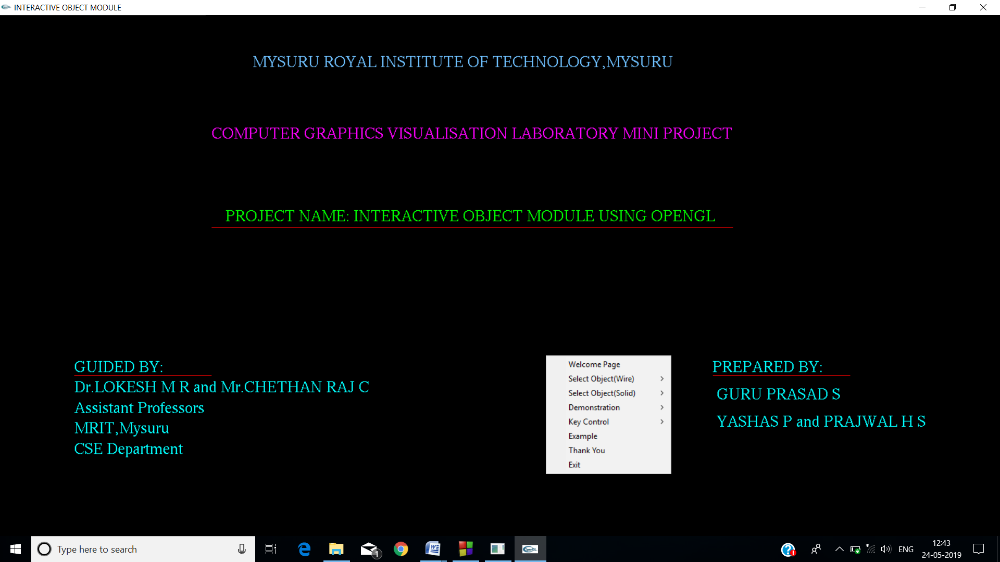 INTERACTIVE OBJECT MODULE
MYSURU ROYAL INSTITUTE OF TECHNOLOGY,MYSURU
COMPUTER GRAPHICS VISUALISATION LABORATORY MINI PROJECT
PROJECT NAME: INTERACTIVE OBJECT MODULE USING OPENGL
GUIDED BY:
Dr.LOKESH M R and Mr.CHETHAN RAJ C
Assistant Professors
MRIT,Mysuru
CSE Department
Welcome Page
Select Object(Wire)
Select Object(Solid)
Demonstration
Key Control
Example
Thank You
Exit
PREPARED BY:
GURU PRASAD S
YASHAS P and PRAJWAL H S
Type here to search
1
OpenGL
ENG
12:43
24-05-2019